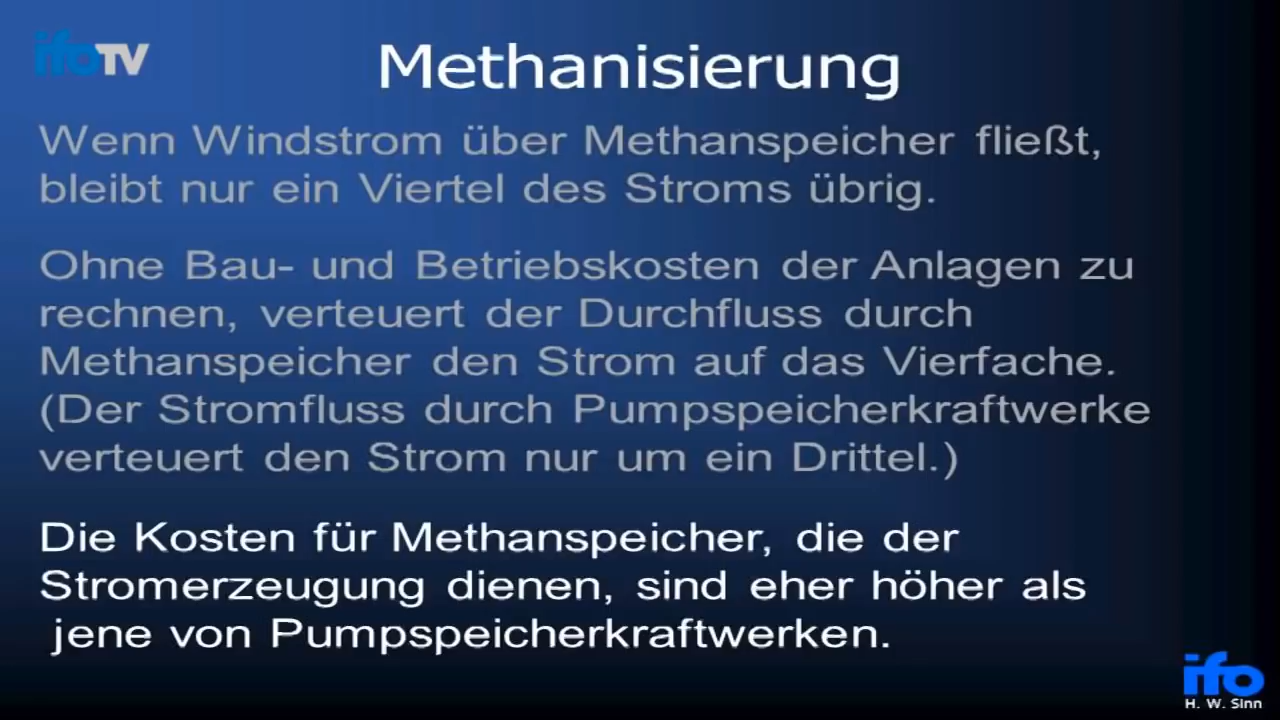 ifoTV
Methanisierung
Wenn Windstrom über Methanspeicher fließt,
bleibt nur ein Viertel des Stroms übrig.
Ohne Bau- und Betriebskosten der Anlagen zu
rechnen, verteuert der Durchfluss durch
Methanspeicher den Strom auf das Vierfache.
(Der Stromfluss durch Pumpspeicherkraftwerke
verteuert den Strom nur um ein Drittel.)
Die Kosten für Methanspeicher, die der
Stromerzeugung dienen, sind eher höher als
jene von Pumpspeicherkraftwerken.
ifo
H. W. Sinn